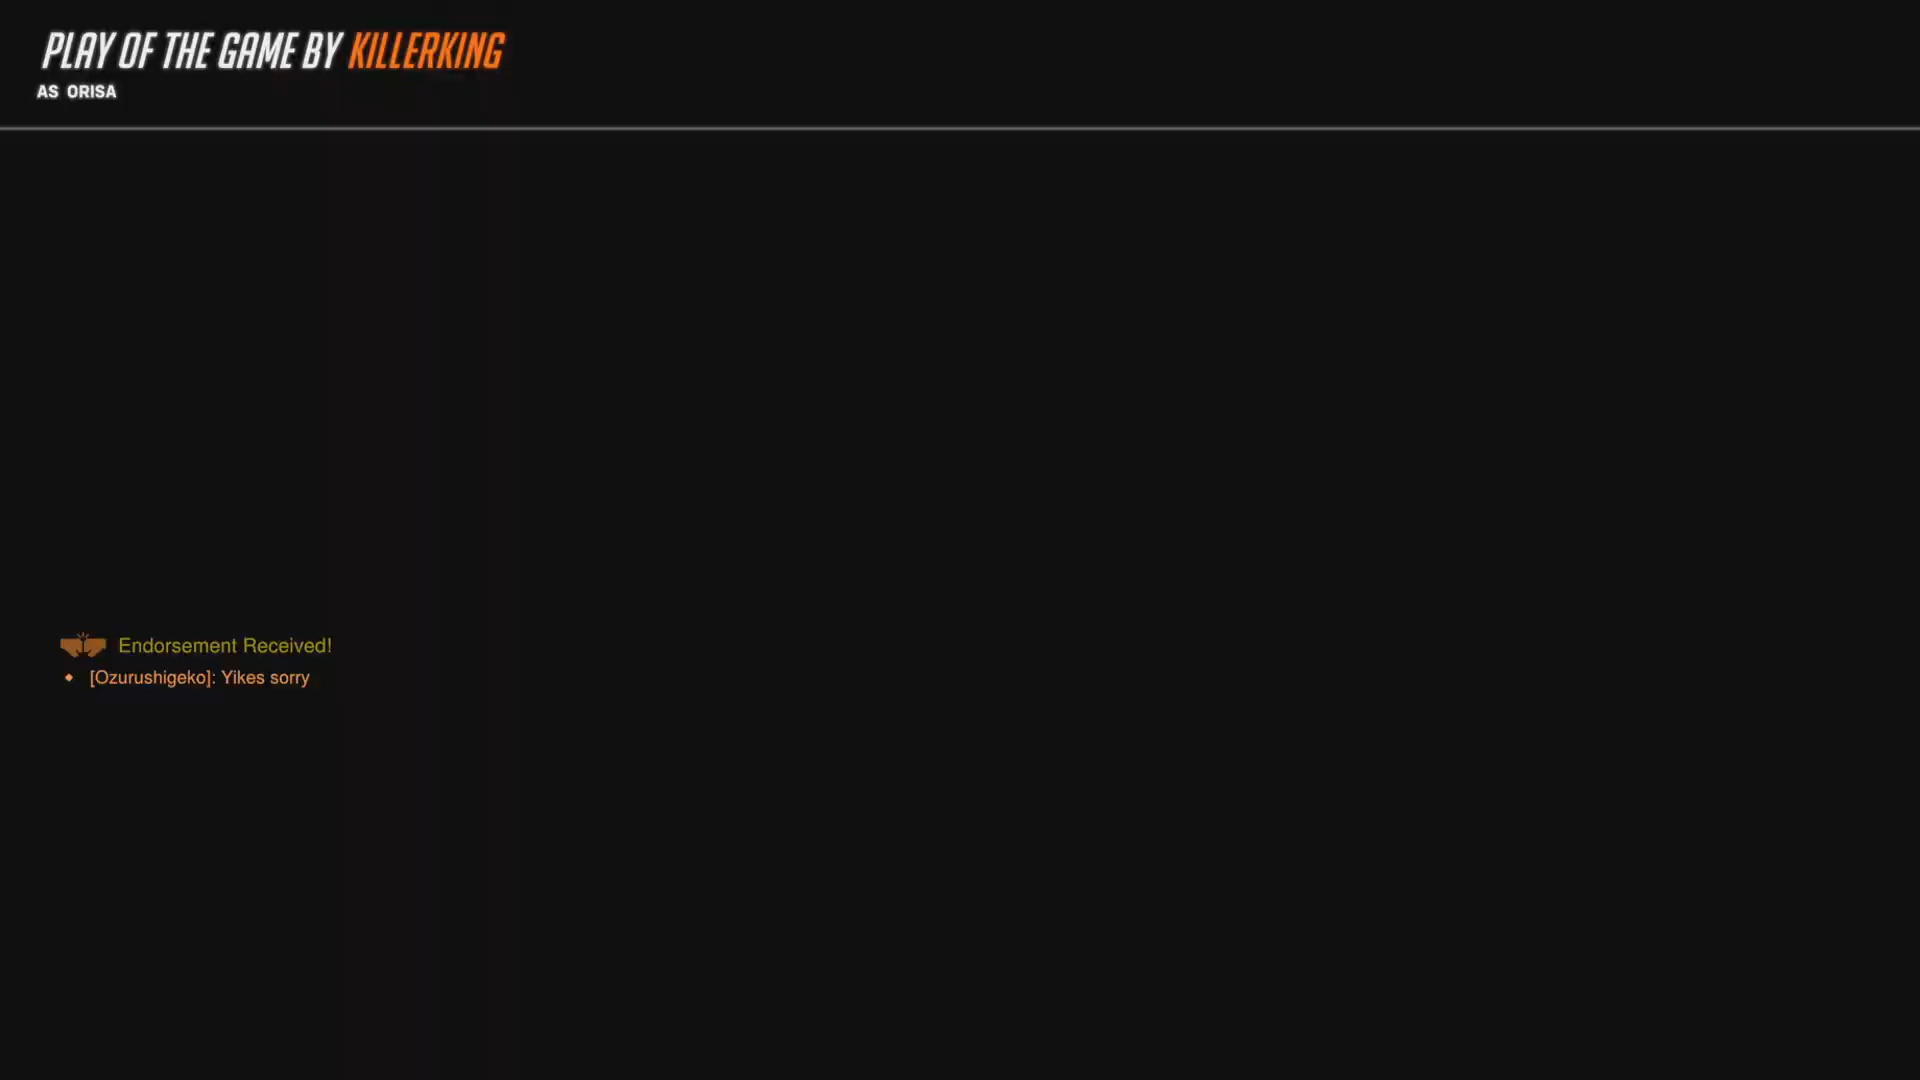 PLAY OF THE GAME BY KILLERKING
AS ORISA
Endorsement Received!
[Ozurushigeko]: Yikes sorry